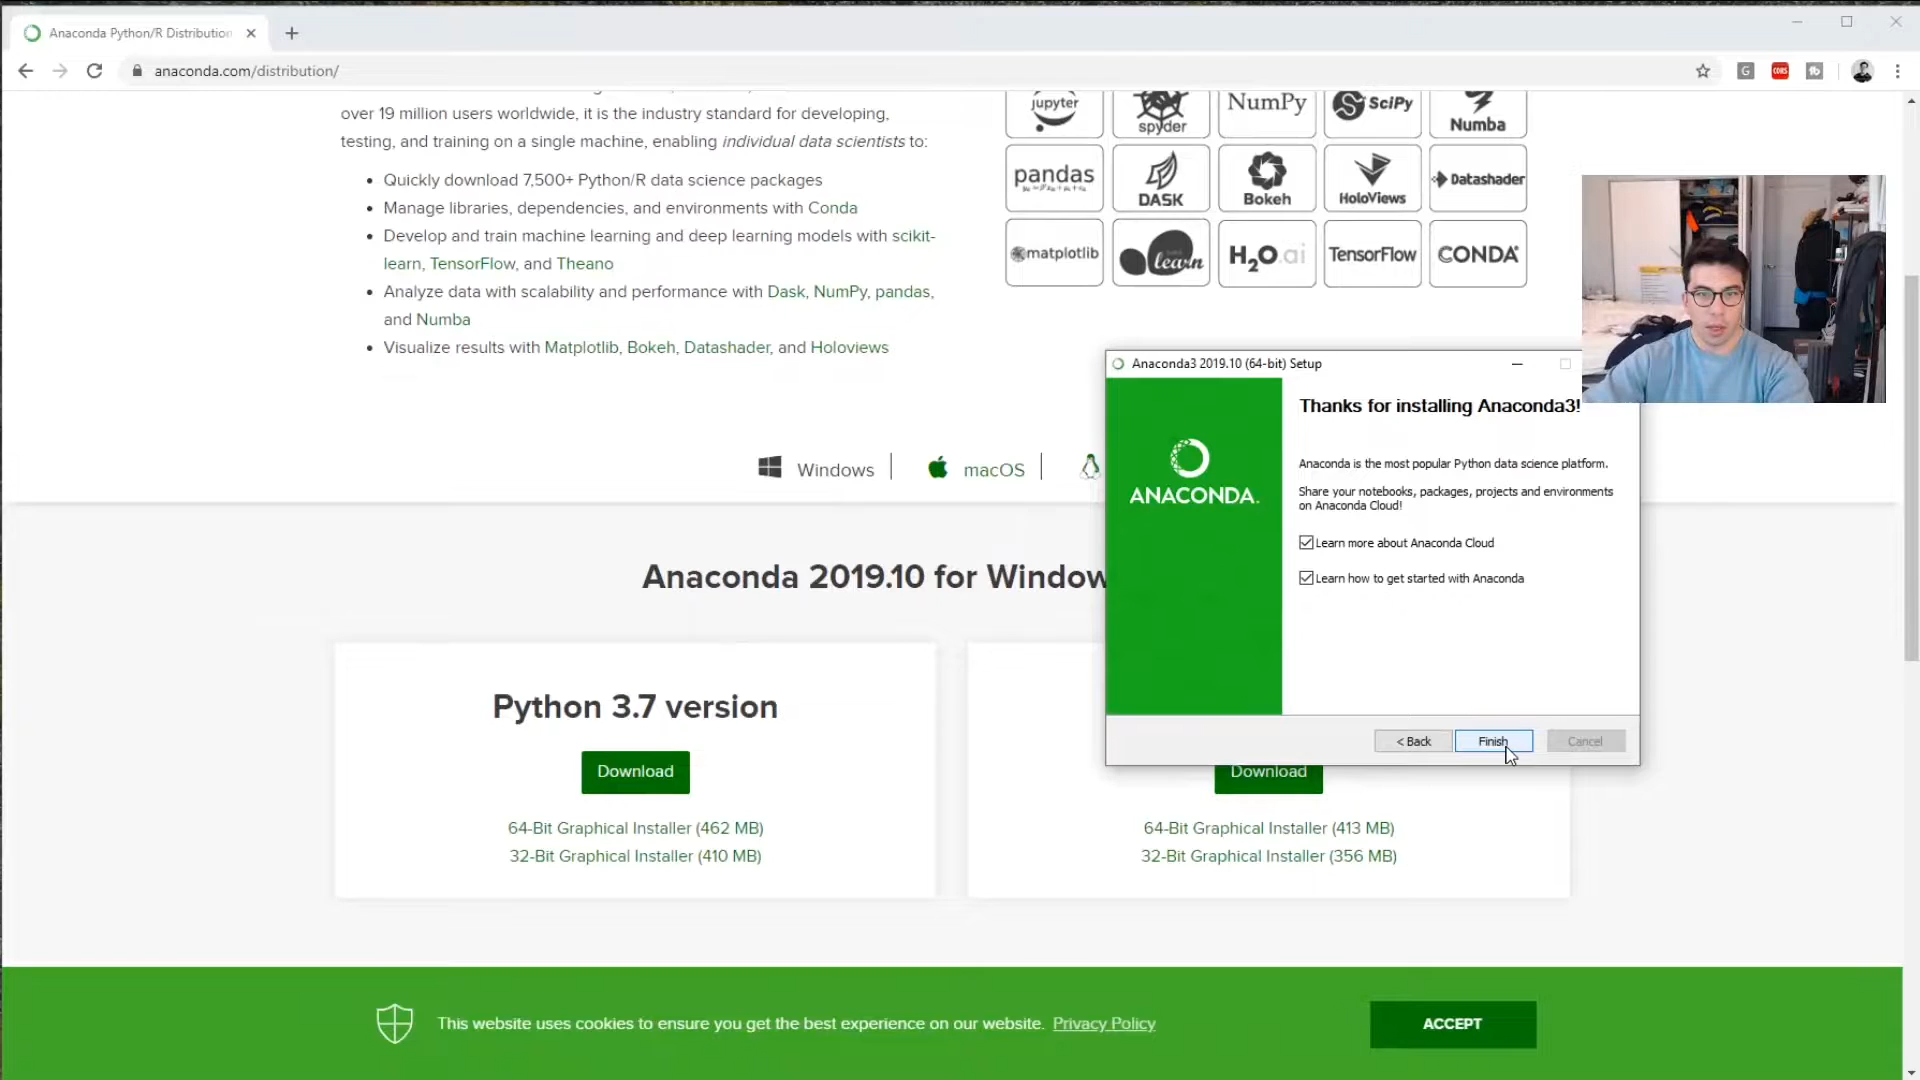 Anaconda Python/R Distribution
anaconda.com/distribution/
over 19 million users worldwide, it is the industry standard for developing,
testing, and training on a single machine, enabling individual data scientists to:
Quickly download 7,500+ Python/R data science packages
Manage libraries, dependencies, and environments with Conda
Develop and train machine learning and deep learning models with scikit-
learn, TensorFlow, and Theano
Analyze data with scalability and performance with Dask, NumPy, pandas,
and Numba
Visualize results with Matplotlib, Bokeh, Datashader, and Holoviews
jupyter
spyder
NumPy
SciPy
Numba
pandas
DASK
Bokeh
HoloViews
Datashader
matplotlib
learn
H2O.ai
TensorFlow
CONDA
Windows
macOS
Anaconda 2019.10 for Window
Python 3.7 version
Download
64-Bit Graphical Installer (462 MB)
32-Bit Graphical Installer (410 MB)
Download
64-Bit Graphical Installer (413 MB)
32-Bit Graphical Installer (356 MB)
Anaconda3 2019.10 (64-bit) Setup
ANACONDA.
Thanks for installing Anaconda3!
Anaconda is the most popular Python data science platform.
Share your notebooks, packages, projects and environments
on Anaconda Cloud!
Learn more about Anaconda Cloud
Learn how to get started with Anaconda
< Back
Finish
Cancel
This website uses cookies to ensure you get the best experience on our website. Privacy Policy
ACCEPT